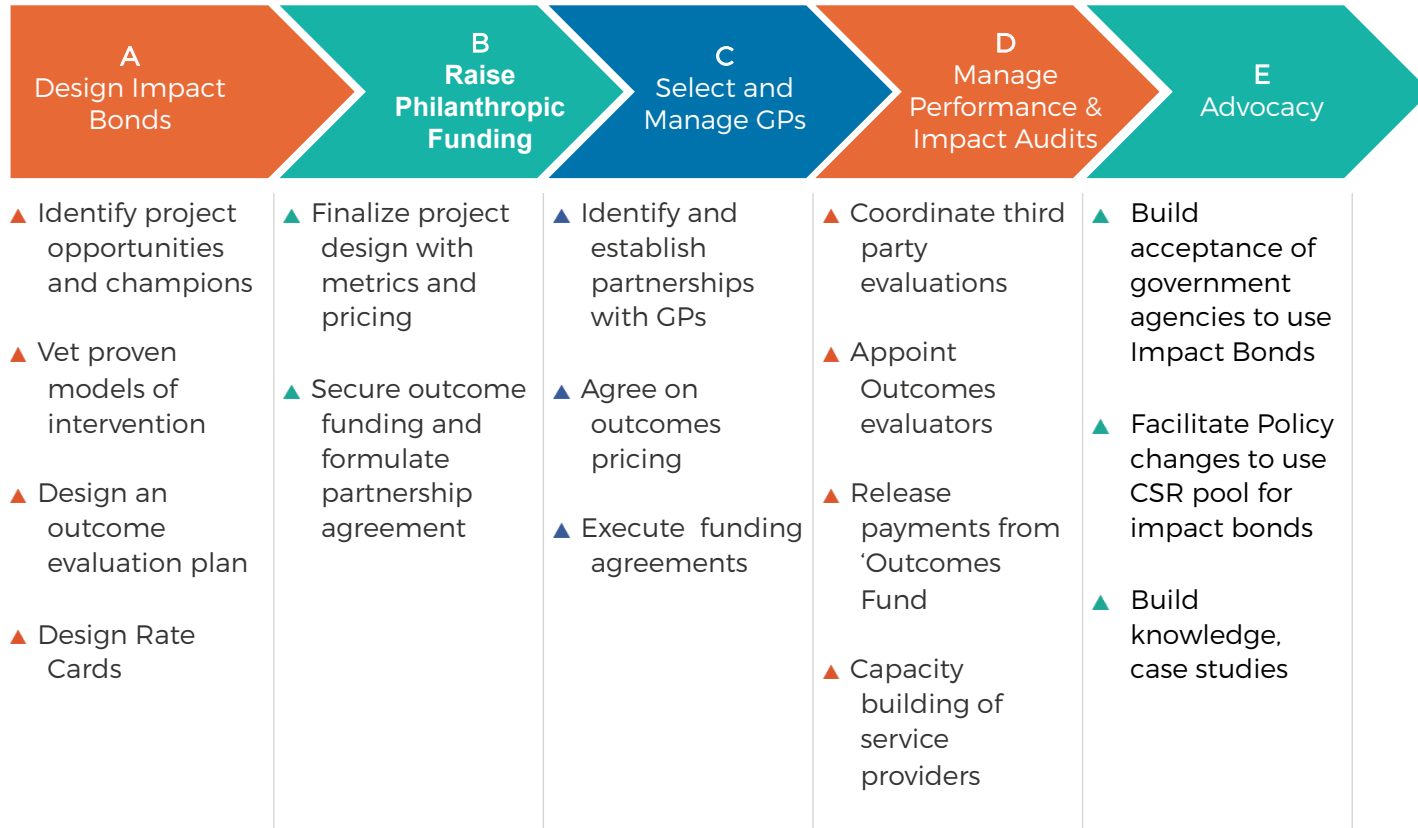 A
Design Impact
Bonds
B
Raise
Philanthropic
Funding
C
Select and
Manage GPs
D
Manage
Performance &
Impact Audits
E
Advocacy
Identify project
opportunities
and champions
Vet proven
models of
intervention
Design an
outcome
evaluation plan
Design Rate
Cards
Finalize project
design with
metrics and
pricing
Secure outcome
funding and
formulate
partnership
agreement
Identify and
establish
partnerships
with GPs
Agree on
outcomes
pricing
Execute funding
agreements
Coordinate third
party
evaluations
Appoint
Outcomes
evaluators
Release
payments from
‘Outcomes
Fund
Capacity
building of
service
providers
Build
acceptance of
government
agencies to use
Impact Bonds
Facilitate Policy
changes to use
CSR pool for
impact bonds
Build
knowledge,
case studies